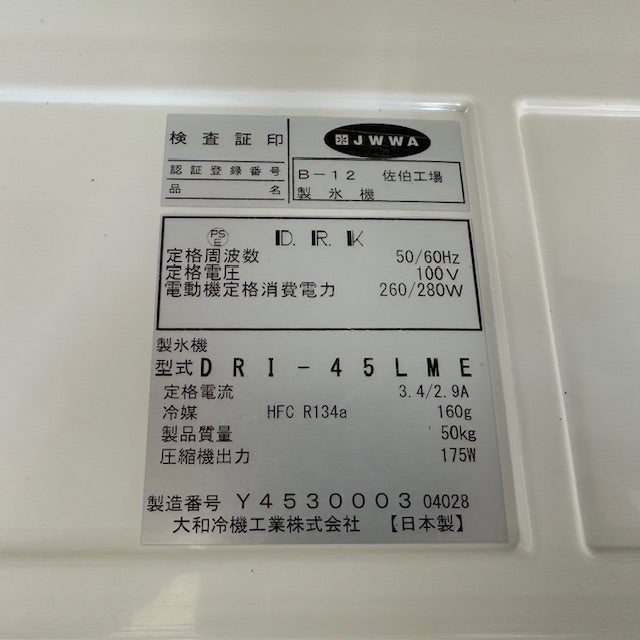 検査証印
JWWA
認証登録番号 B-12 佐伯工場
品名 製氷機
PSE D.R.K
定格周波数 50/60Hz
定格電圧 100V
電動機定格消費電力 260/280W
製氷機
型式 DRI-45LME
定格電流 3.4/2.9A
冷媒 HFC R134a 160g
製品質量 50kg
圧縮機出力 175W
製造番号 Y4530003 04028
大和冷機工業株式会社 【日本製】